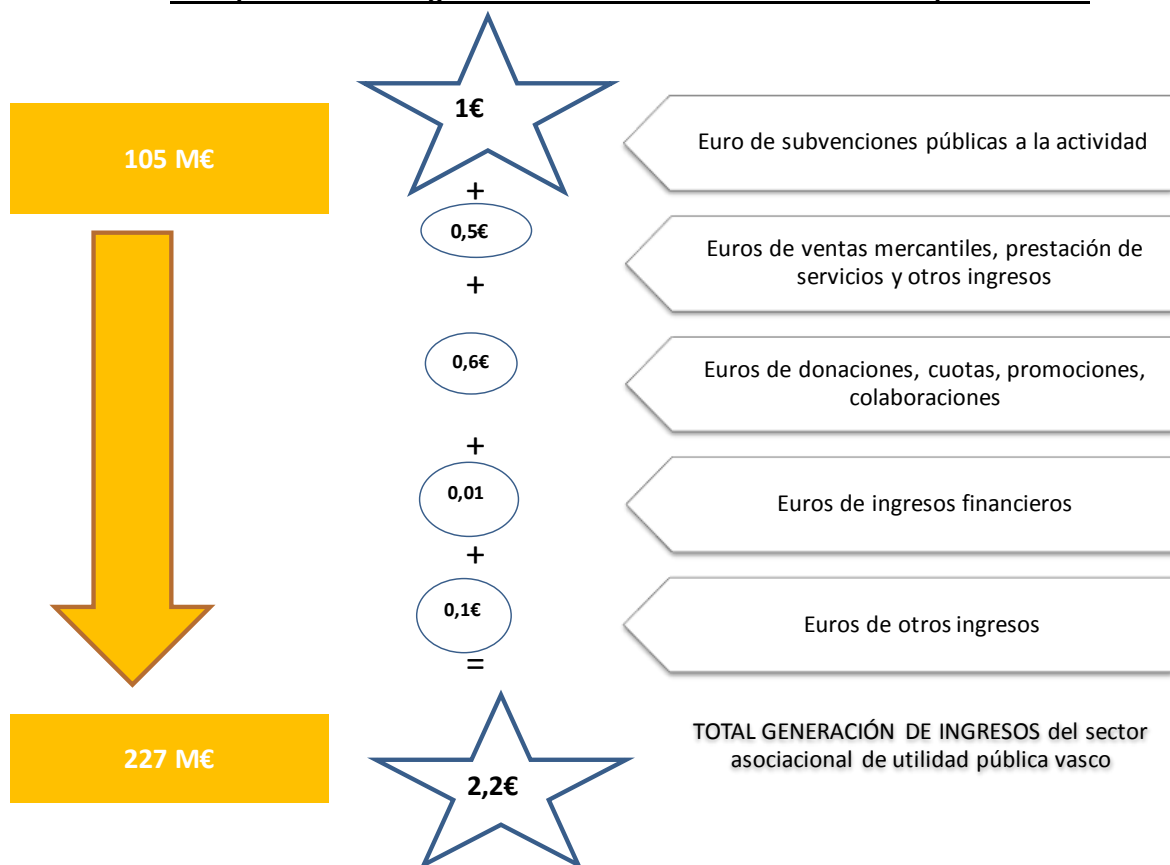 1€
105 M€
Euro de subvenciones públicas a la actividad
+
0,5€
Euros de ventas mercantiles, prestación de
servicios y otros ingresos
+
0,6€
Euros de donaciones, cuotas, promociones,
colaboraciones
+
0,01
Euros de ingresos financieros
+
0,1€
Euros de otros ingresos
=
227 M€
2,2€
TOTAL GENERACIÓN DE INGRESOS del sector
asociacional de utilidad pública vasco